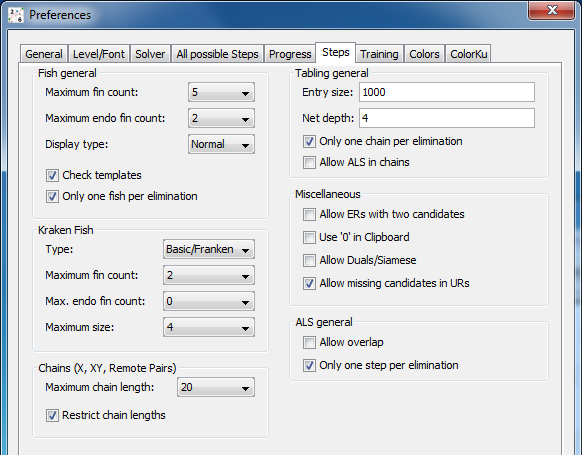 Preferences
General Level/Font Solver All possible Steps Progress Steps Training Colors ColorKu
Fish general
Maximum fin count: 5
Maximum endo fin count: 2
Display type: Normal
Check templates
Only one fish per elimination
Kraken Fish
Type: Basic/Franken
Maximum fin count: 2
Max. endo fin count: 0
Maximum size: 4
Chains (X, XY, Remote Pairs)
Maximum chain length: 20
Restrict chain lengths
Tabling general
Entry size: 1000
Net depth: 4
Only one chain per elimination
Allow ALS in chains
Miscellaneous
Allow ERs with two candidates
Use '0' in Clipboard
Allow Duals/Siamese
Allow missing candidates in URs
ALS general
Allow overlap
Only one step per elimination